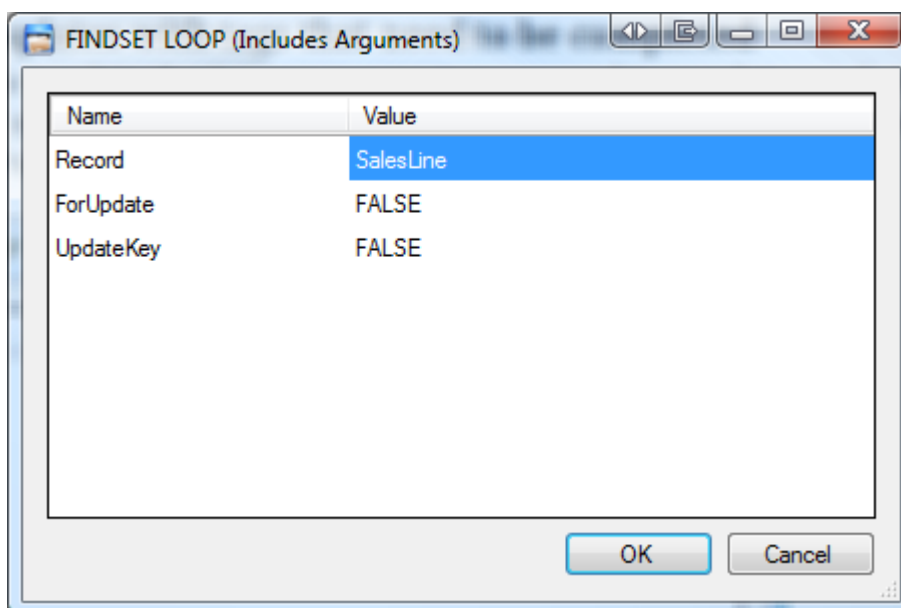 FINDSET LOOP (Includes Arguments)
Name Value
Record SalesLine
ForUpdate FALSE
UpdateKey FALSE
OK Cancel